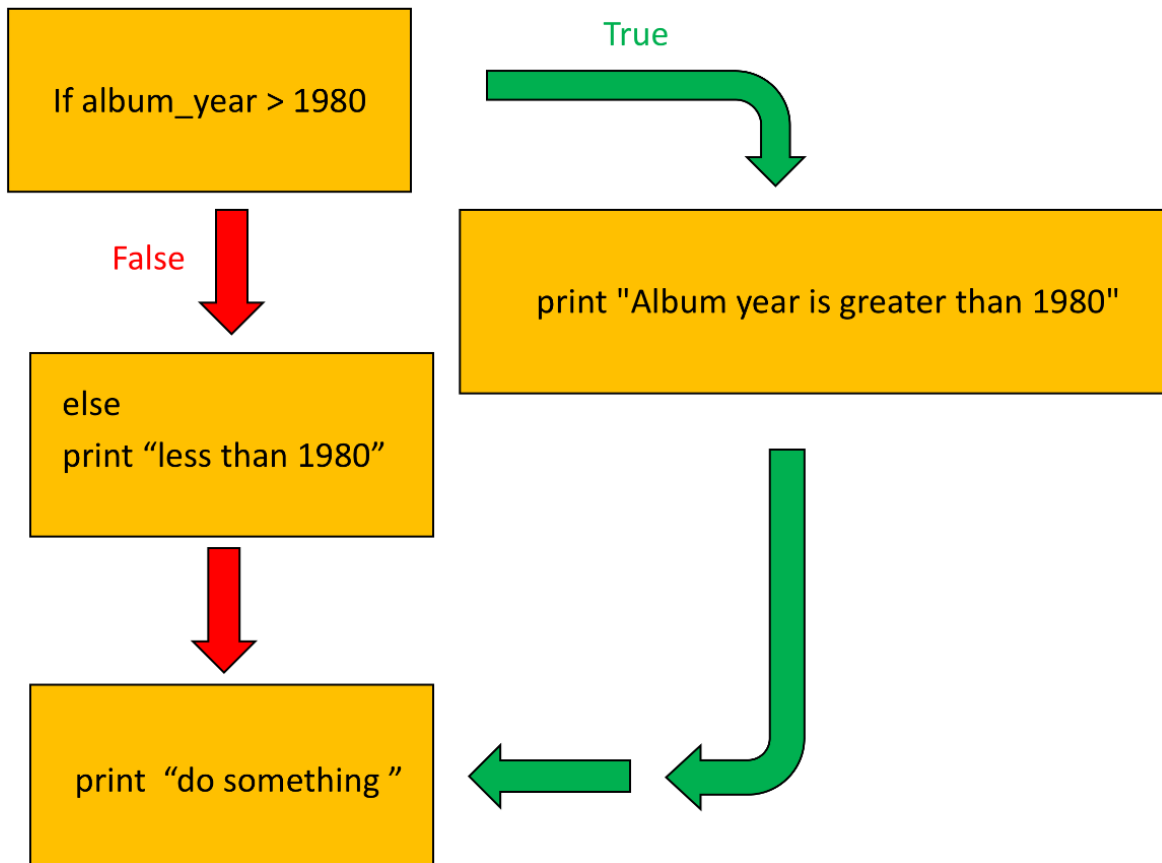 If album_year > 1980
True
False
print "Album year is greater than 1980"
else
print “less than 1980”
print  “do something ”